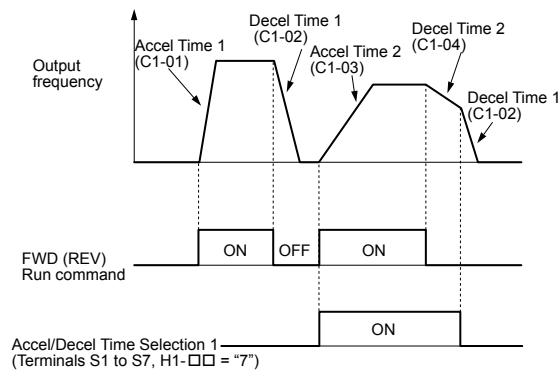 Output
frequency
Accel Time 1
(C1-01)
Decel Time 1
(C1-02)
Accel Time 2
(C1-03)
Decel Time 2
(C1-04)
Decel Time 1
(C1-02)
FWD (REV)
Run command
ON
OFF
ON
Accel/Decel Time Selection 1
(Terminals S1 to S7, H1-□□ = “7”)
ON